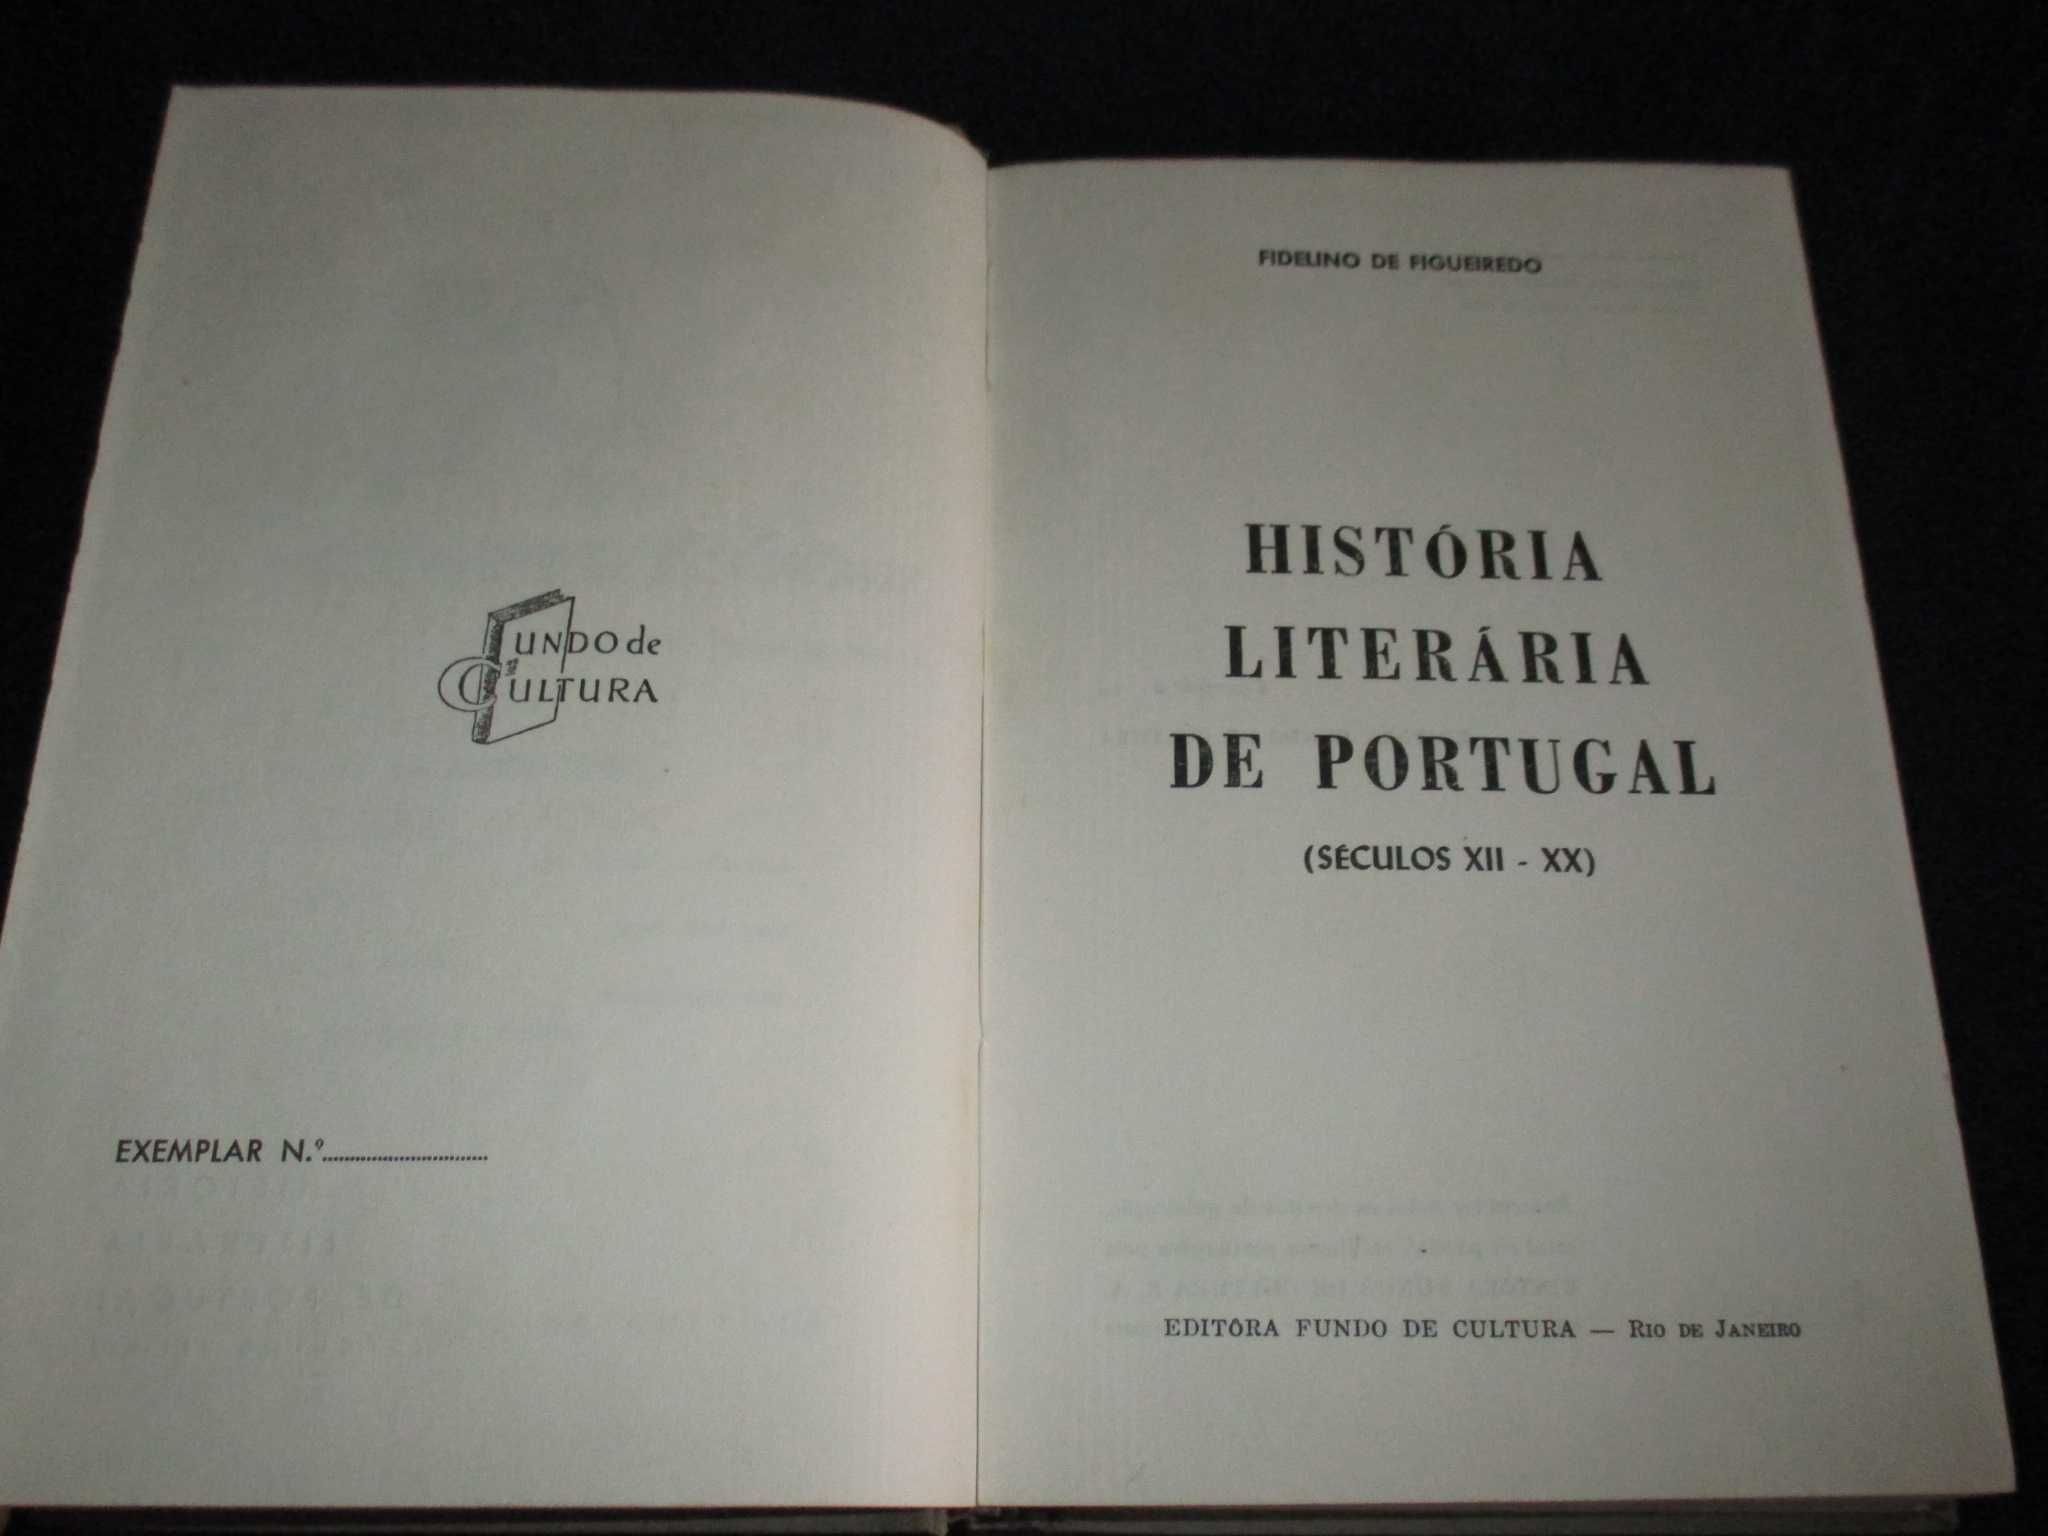 FUNDO de
CULTURA
EXEMPLAR N.º..............................
FIDELINO DE FIGUEIREDO
HISTÓRIA
LITERÁRIA
DE PORTUGAL
(SÉCULOS XII - XX)
EDITÔRA FUNDO DE CULTURA — RIO DE JANEIRO